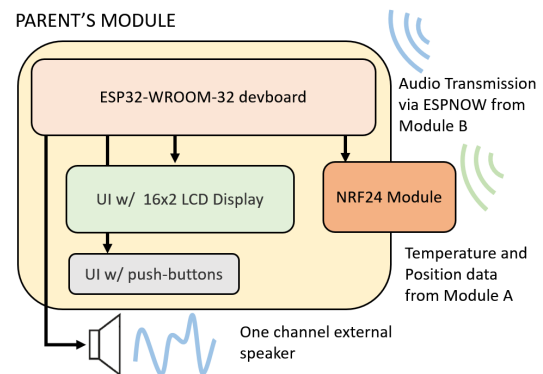 PARENT'S MODULE
ESP32-WROOM-32 devboard
Audio Transmission
via ESPNOW from
Module B
UI w/ 16x2 LCD Display
NRF24 Module
UI w/ push-buttons
Temperature and
Position data
from Module A
One channel external
speaker